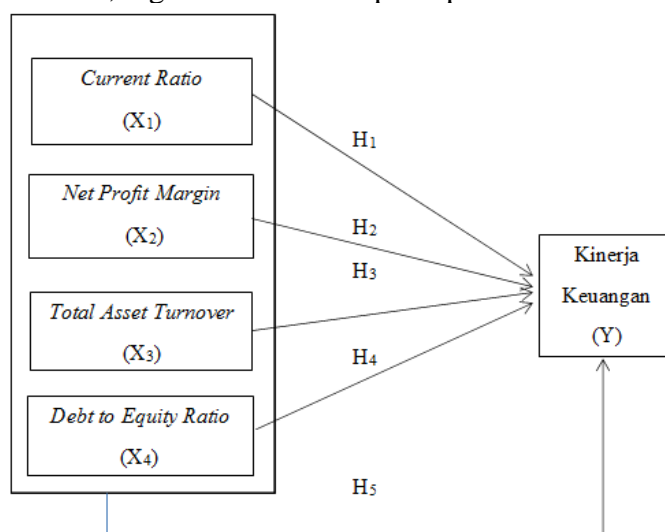 Current Ratio
(X1)
Net Profit Margin
(X2)
Total Asset Turnover
(X3)
Debt to Equity Ratio
(X4)
H1
H2
H3
H4
H5
Kinerja
Keuangan
(Y)